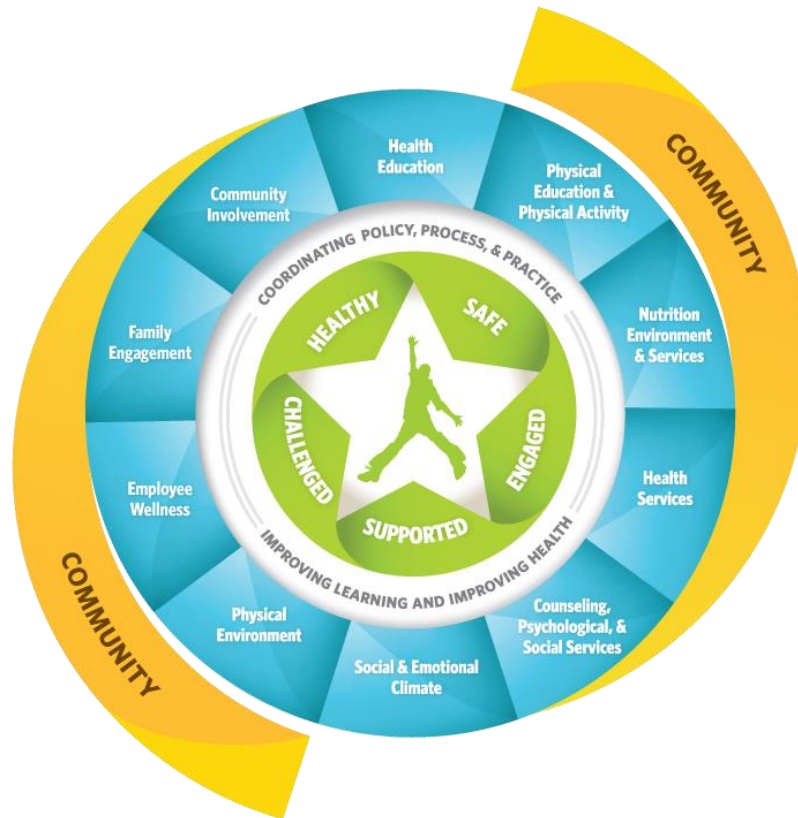 COMMUNITY
Health
Education
Physical
Education &
Physical Activity
Nutrition
Environment
& Services
Health
Services
Counseling,
Psychological, &
Social Services
Social & Emotional
Climate
Physical
Environment
Employee
Wellness
Family
Engagement
Community
Involvement
COORDINATING POLICY, PROCESS, & PRACTICE
IMPROVING LEARNING AND IMPROVING HEALTH
HEALTHY
SAFE
ENGAGED
SUPPORTED
CHALLENGED
COMMUNITY